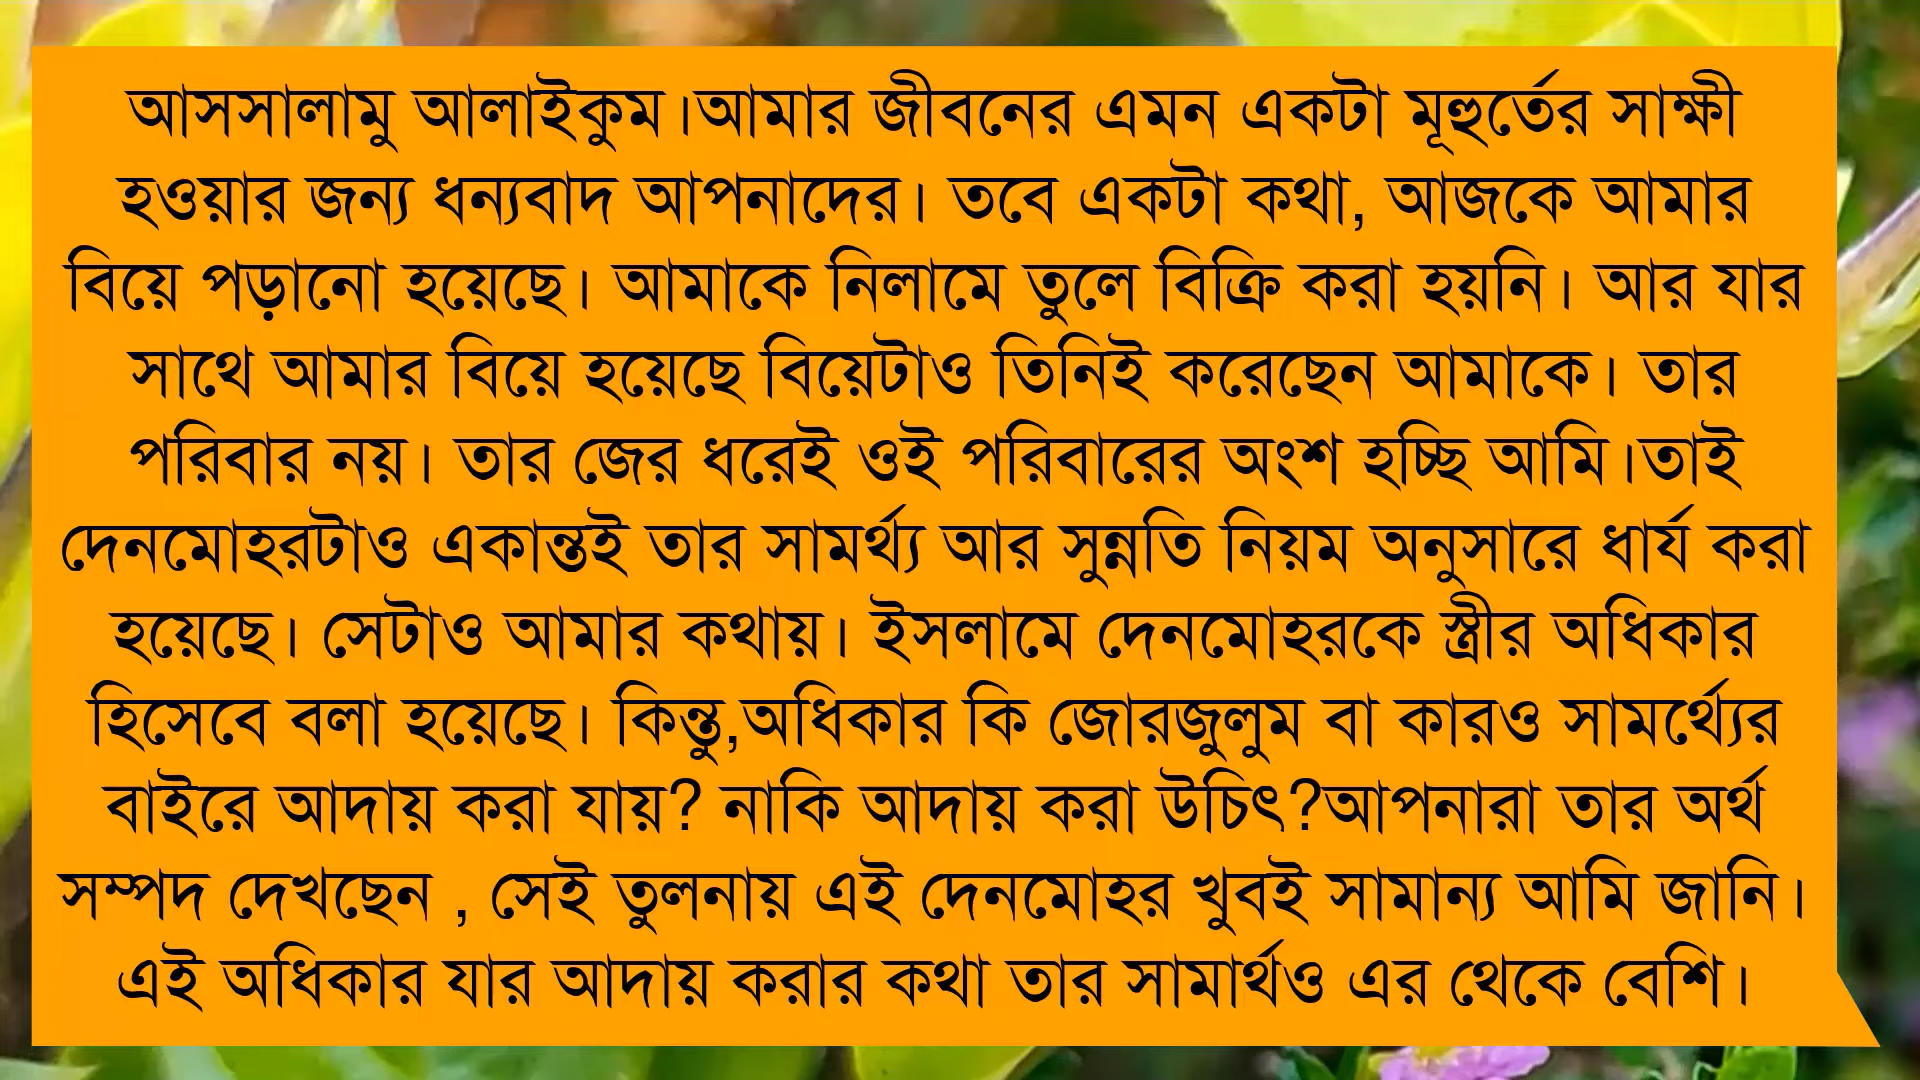 আসসালামু আলাইকুম।আমার জীবনের এমন একটা মূহুর্তের সাক্ষী
হওয়ার জন্য ধন্যবাদ আপনাদের। তবে একটা কথা, আজকে আমার
বিয়ে পড়ানো হয়েছে। আমাকে নিলামে তুলে বিক্রি করা হয়নি। আর যার
সাথে আমার বিয়ে হয়েছে বিয়েটাও তিনিই করেছেন আমাকে। তার
পরিবার নয়। তার জের ধরেই ওই পরিবারের অংশ হচ্ছি আমি।তাই
দেনমোহরটাও একান্তই তার সামর্থ্য আর সুন্নতি নিয়ম অনুসারে ধার্য করা
হয়েছে। সেটাও আমার কথায়। ইসলামে দেনমোহরকে স্ত্রীর অধিকার
হিসেবে বলা হয়েছে। কিন্তু,অধিকার কি জোরজুলুম বা কারও সামর্থ্যের
বাইরে আদায় করা যায়? নাকি আদায় করা উচিৎ?আপনারা তার অর্থ
সম্পদ দেখছেন , সেই তুলনায় এই দেনমোহর খুবই সামান্য আমি জানি।
এই অধিকার যার আদায় করার কথা তার সামার্থও এর থেকে বেশি।